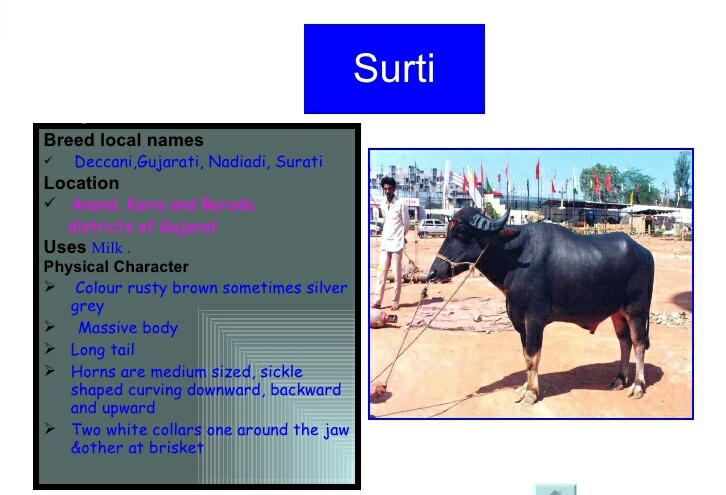 Surti
Breed local names
✓ Deccani,Gujarati, Nadiadi, Surati
Location
✓ Anand, Kaira and Baroda
districts of Gujarat
Uses Milk .
Physical Character
➢ Colour rusty brown sometimes silver
grey
➢ Massive body
➢ Long tail
➢ Horns are medium sized, sickle
shaped curving downward, backward
and upward
➢ Two white collars one around the jaw
&other at brisket